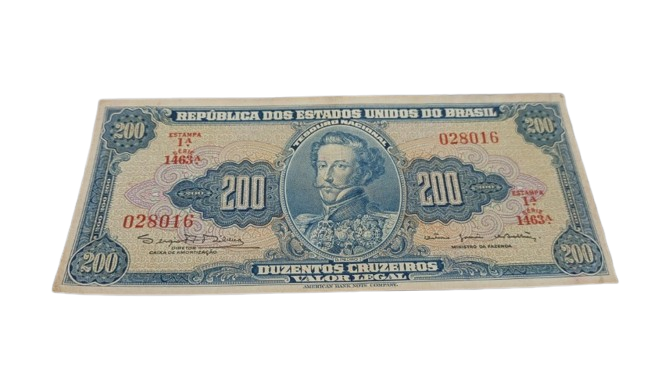 REPÚBLICA DOS ESTADOS UNIDOS DO BRASIL
200
TESOURO NACIONAL
200
ESTAMPA
1ª
SÉRIE
1463ª
028016
200
200
ESTAMPA
1ª
SÉRIE
1463ª
028016
DIRETOR
CAIXA DE AMORTIZAÇÃO
MINISTRO DA FAZENDA
200
DUZENTOS CRUZEIROS
200
VALOR LEGAL
AMERICAN BANK NOTE COMPANY.